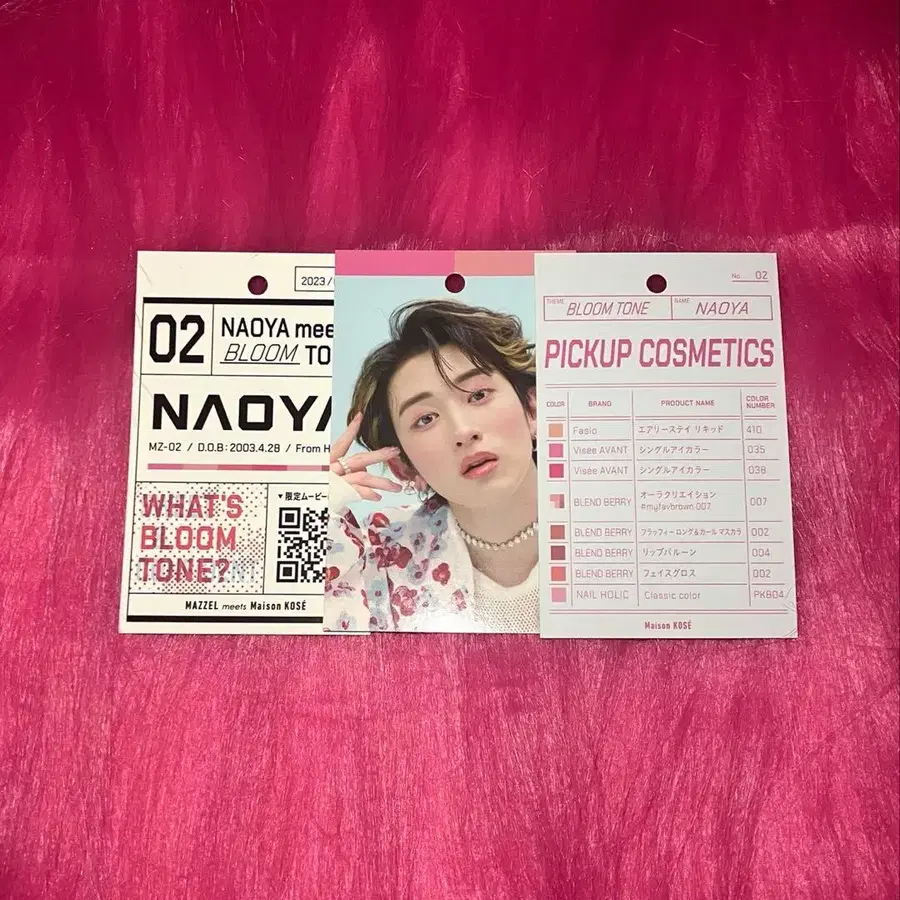 2023/
02
NAOYA mee
BLOOM TO
NAOYA
MZ-02 / D.O.B:2003.4.28 / From H
WHAT'S
BLOOM
TONE?
▼限定ムービー
MAZZEL meets Maison KOSÉ
No. 02
THEME BLOOM TONE NAME NAOYA
PICKUP COSMETICS
COLOR BRAND PRODUCT NAME COLOR NUMBER
Fasio エアリーステイ リキッド 410
Visée AVANT シングルアイカラー 035
Visée AVANT シングルアイカラー 038
BLEND BERRY オーラクリエイション #myfavbrown 007 007
BLEND BERRY フラッフィーロング&カール マスカラ 002
BLEND BERRY リップバルーン 004
BLEND BERRY フェイスグロス 002
NAIL HOLIC Classic color PK804
Maison KOSÉ